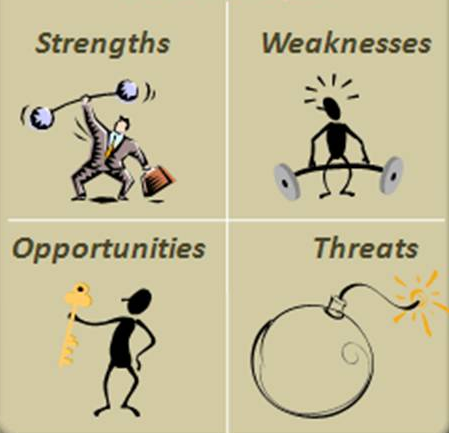 Strengths
Weaknesses
Opportunities
Threats